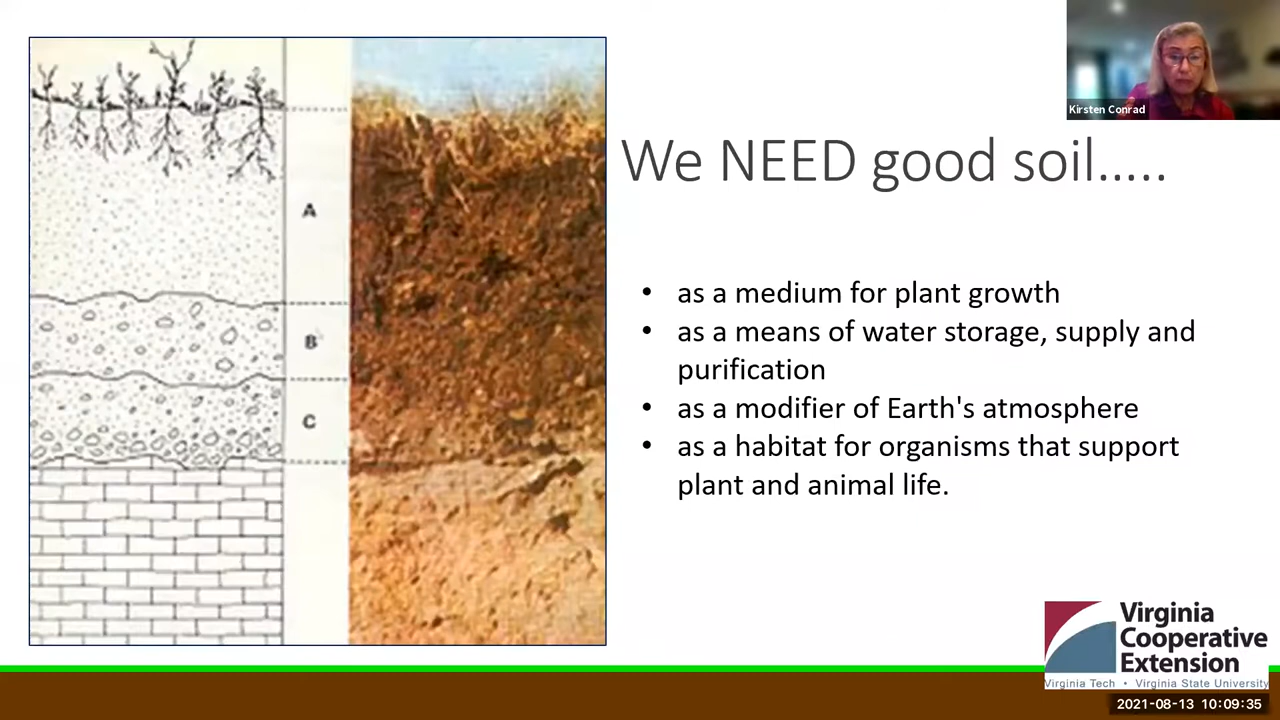 Kirsten Conrad
We NEED good soil.....
A
B
C
• as a medium for plant growth
• as a means of water storage, supply and
purification
• as a modifier of Earth's atmosphere
• as a habitat for organisms that support
plant and animal life.
Virginia
Cooperative
Extension
Virginia Tech • Virginia State University
2021-08-13 10:09:35